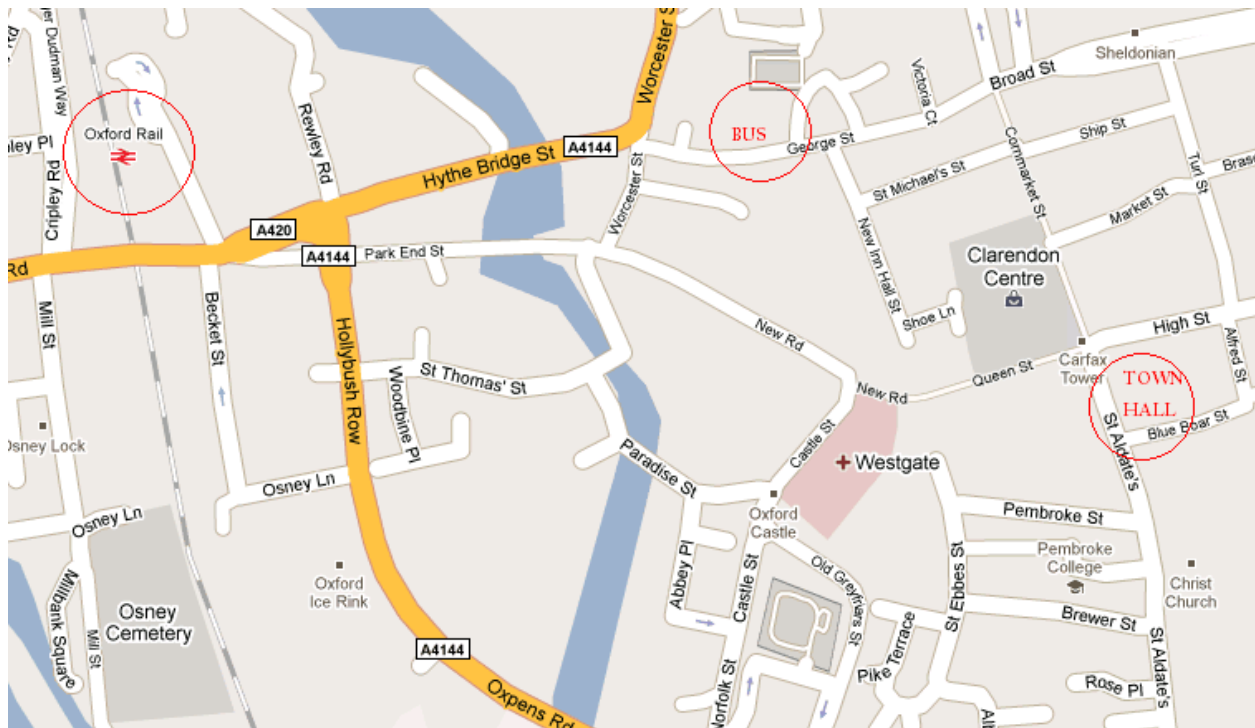 yer Dudman Way
Rd
Oxford Rail
pley Pl
Cripley Rd
Rewley Rd
A420
A4144
Hythe Bridge St
A4144
Worcester St
Worcester St
BUS
George St
Victoria Ct
Broad St
Sheldonian
Ship St
Cornmarket St
St Michael's St
Turl St
Market St
Brase
New Inn Hall St
Clarendon
Centre
Shoe Ln
High St
Alfred St
Carfax
Tower
TOWN
HALL
Blue Boar St
St Aldate's
Queen St
New Rd
New Rd
Park End St
Rd
Mill St
Becket St
Hollybush Row
St Thomas' St
Woodbine Pl
Osney Lock
Osney Ln
Osney Ln
Paradise St
Castle St
Westgate
Oxford
Castle
Pembroke St
Pembroke
College
Christ
Church
Brewer St
St Ebbes St
Old Greyfriars St
Castle St
Abbey Pl
Oxford
Ice Rink
Osney
Cemetery
Millbank Square
Mill St
A4144
Oxpens Rd
Norfolk St
Pike Terrace
Rose Pl
St Aldate's